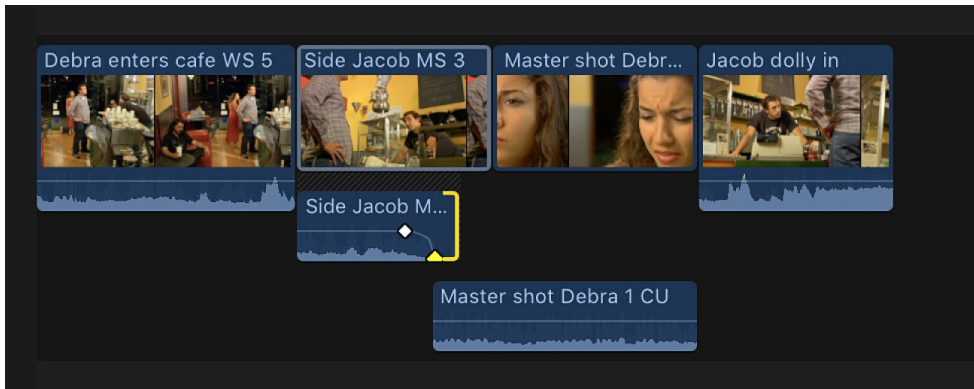 Debra enters cafe WS 5
Side Jacob MS 3
Master shot Debr...
Jacob dolly in
Side Jacob M...
Master shot Debra 1 CU